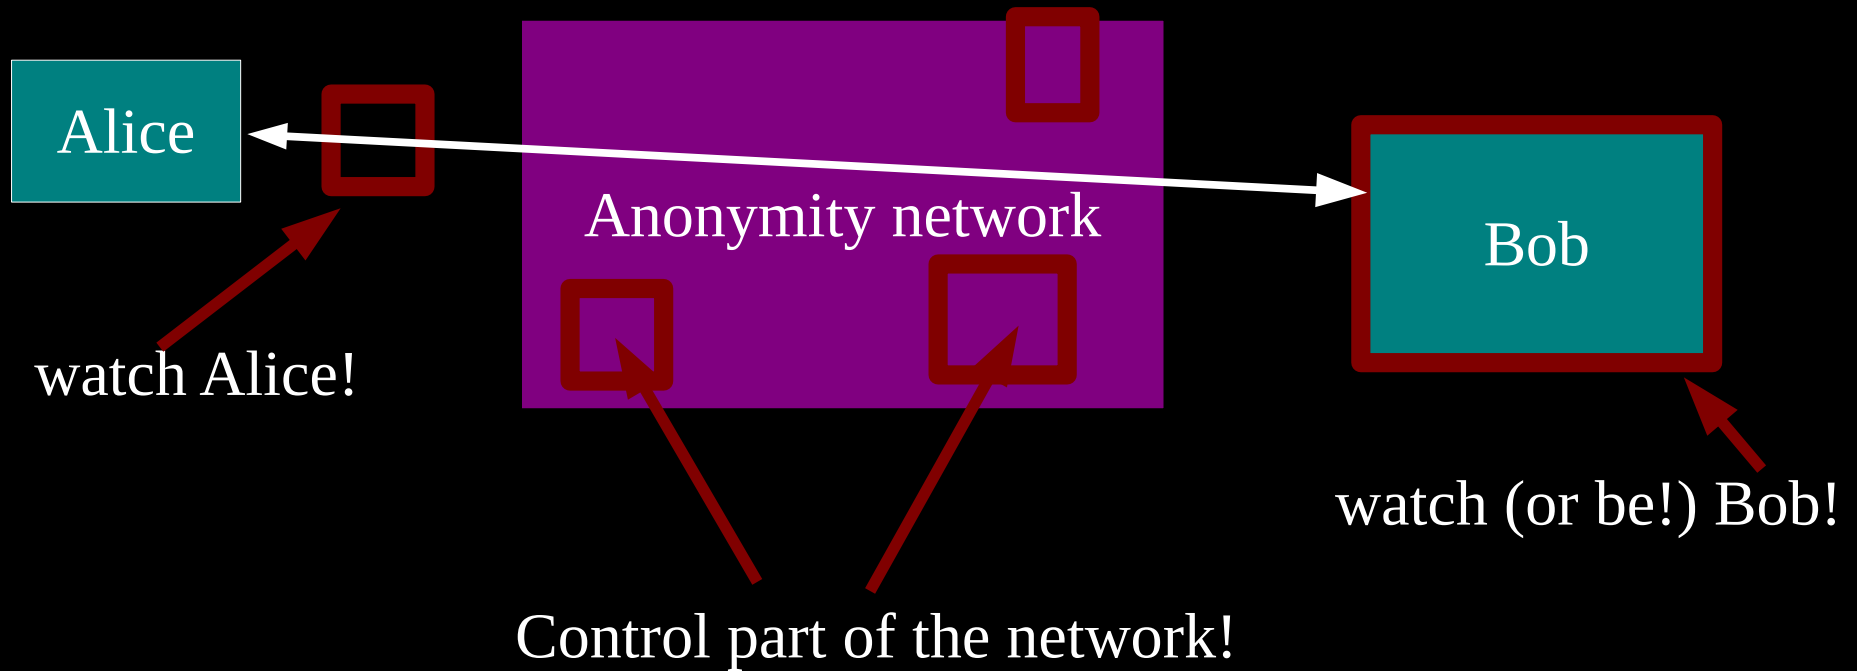 Alice
Anonymity network
Bob
watch Alice!
watch (or be!) Bob!
Control part of the network!